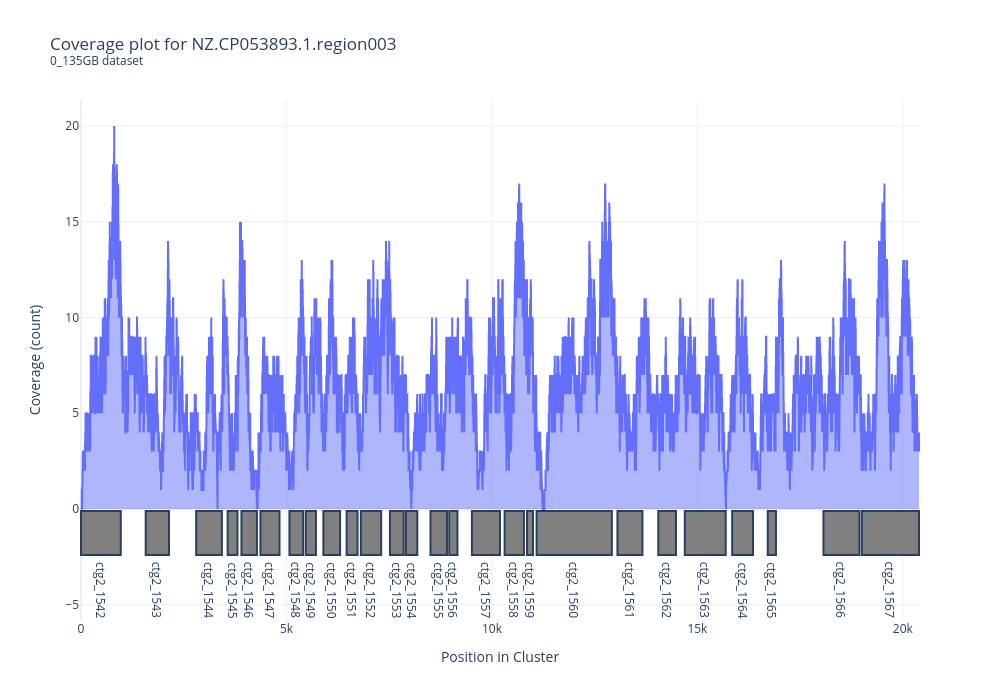 Coverage plot for NZ.CP053893.1.region003
0_135GB dataset
Coverage (count)
20
15
10
5
0
−5
ctg2_1542
ctg2_1543
ctg2_1544
ctg2_1545
ctg2_1546
ctg2_1547
ctg2_1548
ctg2_1549
ctg2_1550
ctg2_1551
ctg2_1552
ctg2_1553
ctg2_1554
ctg2_1555
ctg2_1556
ctg2_1557
ctg2_1558
ctg2_1559
ctg2_1560
ctg2_1561
ctg2_1562
ctg2_1563
ctg2_1564
ctg2_1565
ctg2_1566
ctg2_1567
0
5k
10k
15k
20k
Position in Cluster